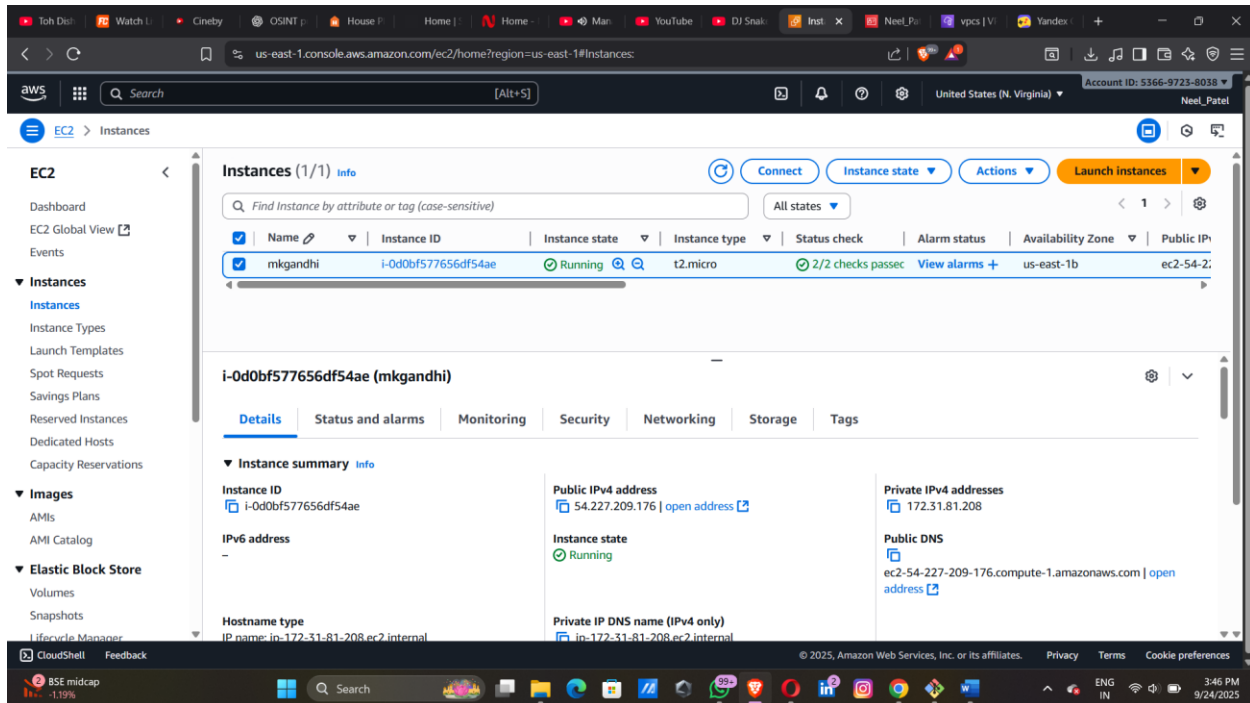 Toh Dish
Watch Li
Cineby
OSINT p
House P
Home | S
Home -
Man
YouTube
DJ Snak
Inst
Neel_Pa
vpcs | V
Yandex
us-east-1.console.aws.amazon.com/ec2/home?region=us-east-1#Instances:
aws
Search [Alt+S]
United States (N. Virginia)
Account ID: 5366-9723-8038
Neel_Patel
EC2 > Instances
EC2
Dashboard
EC2 Global View
Events
Instances
Instances
Instance Types
Launch Templates
Spot Requests
Savings Plans
Reserved Instances
Dedicated Hosts
Capacity Reservations
Images
AMIs
AMI Catalog
Elastic Block Store
Volumes
Snapshots
Lifecycle Manager
Instances (1/1) Info
Connect
Instance state
Actions
Launch instances
Find Instance by attribute or tag (case-sensitive)
All states
1
Name Instance ID Instance state Instance type Status check Alarm status Availability Zone Public IPv
mkgandhi i-0d0bf577656df54ae Running t2.micro 2/2 checks passec View alarms + us-east-1b ec2-54-22
i-0d0bf577656df54ae (mkgandhi)
Details Status and alarms Monitoring Security Networking Storage Tags
Instance summary Info
Instance ID
i-0d0bf577656df54ae
Public IPv4 address
54.227.209.176 | open address
Private IPv4 addresses
172.31.81.208
IPv6 address
–
Instance state
Running
Public DNS
ec2-54-227-209-176.compute-1.amazonaws.com | open
address
Hostname type
IP name: ip-172-31-81-208.ec2.internal
Private IP DNS name (IPv4 only)
ip-172-31-81-208.ec2.internal
CloudShell Feedback
© 2025, Amazon Web Services, Inc. or its affiliates. Privacy Terms Cookie preferences
2
BSE midcap
-1.19%
Search
99+
2
ENG
IN
3:46 PM
9/24/2025